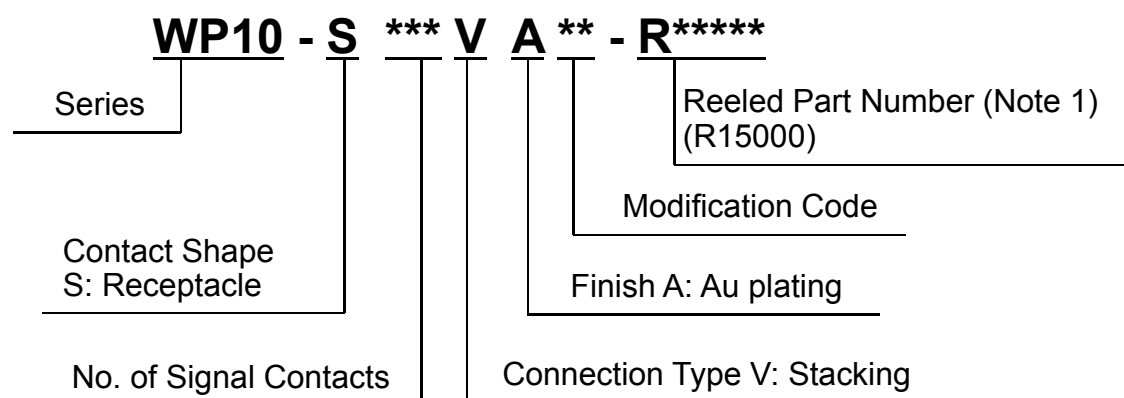 WP10 - S *** V A ** - R*****
Series
Reeled Part Number (Note 1)
(R15000)
Modification Code
Contact Shape
S: Receptacle
Finish A: Au plating
No. of Signal Contacts
Connection Type V: Stacking